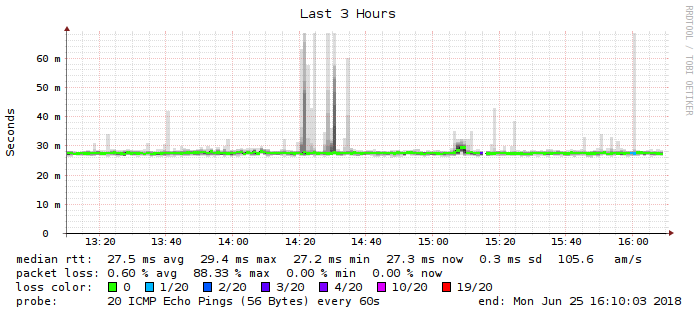 Last 3 Hours
RRDTOOL / TOBI OETIKER
Seconds
60 m
50 m
40 m
30 m
20 m
10 m
0
13:20 13:40 14:00 14:20 14:40 15:00 15:20 15:40 16:00
median rtt: 27.5 ms avg 29.4 ms max 27.2 ms min 27.3 ms now 0.3 ms sd 105.6 am/s
packet loss: 0.60 % avg 88.33 % max 0.00 % min 0.00 % now
loss color: 0 1/20 2/20 3/20 4/20 10/20 19/20
probe: 20 ICMP Echo Pings (56 Bytes) every 60s end: Mon Jun 25 16:10:03 2018